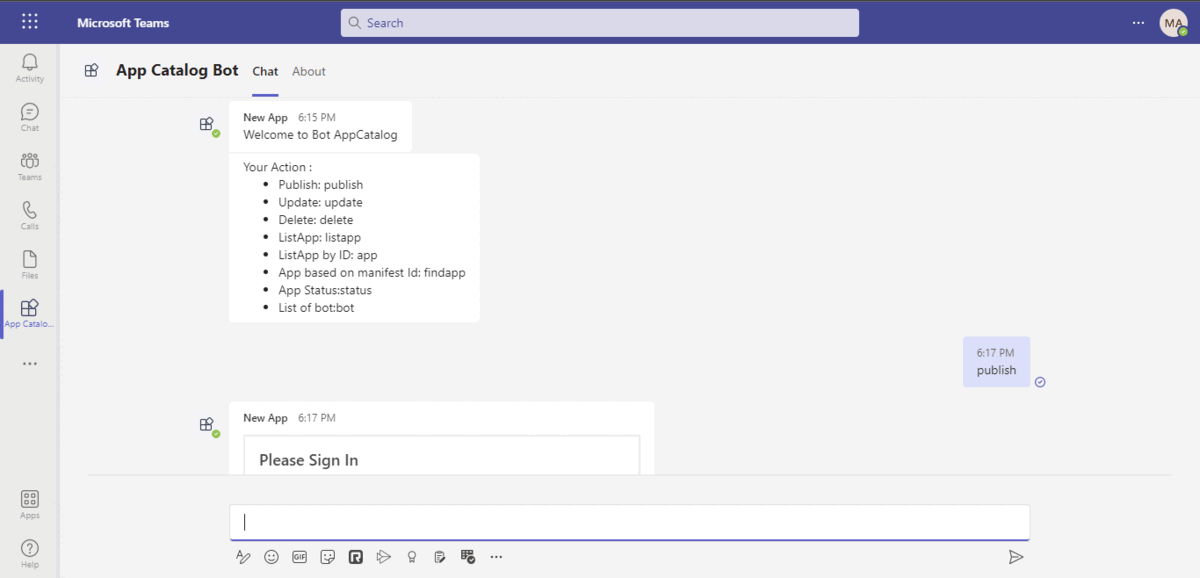 Microsoft Teams
Search
MA
Activity
Chat
Teams
Calls
Files
App Catalo...
Apps
Help
App Catalog Bot
Chat
About
New App 6:15 PM
Welcome to Bot AppCatalog
Your Action :
Publish: publish
Update: update
Delete: delete
ListApp: listapp
ListApp by ID: app
App based on manifest Id: findapp
App Status:status
List of bot:bot
6:17 PM
publish
New App 6:17 PM
Please Sign In
GIF